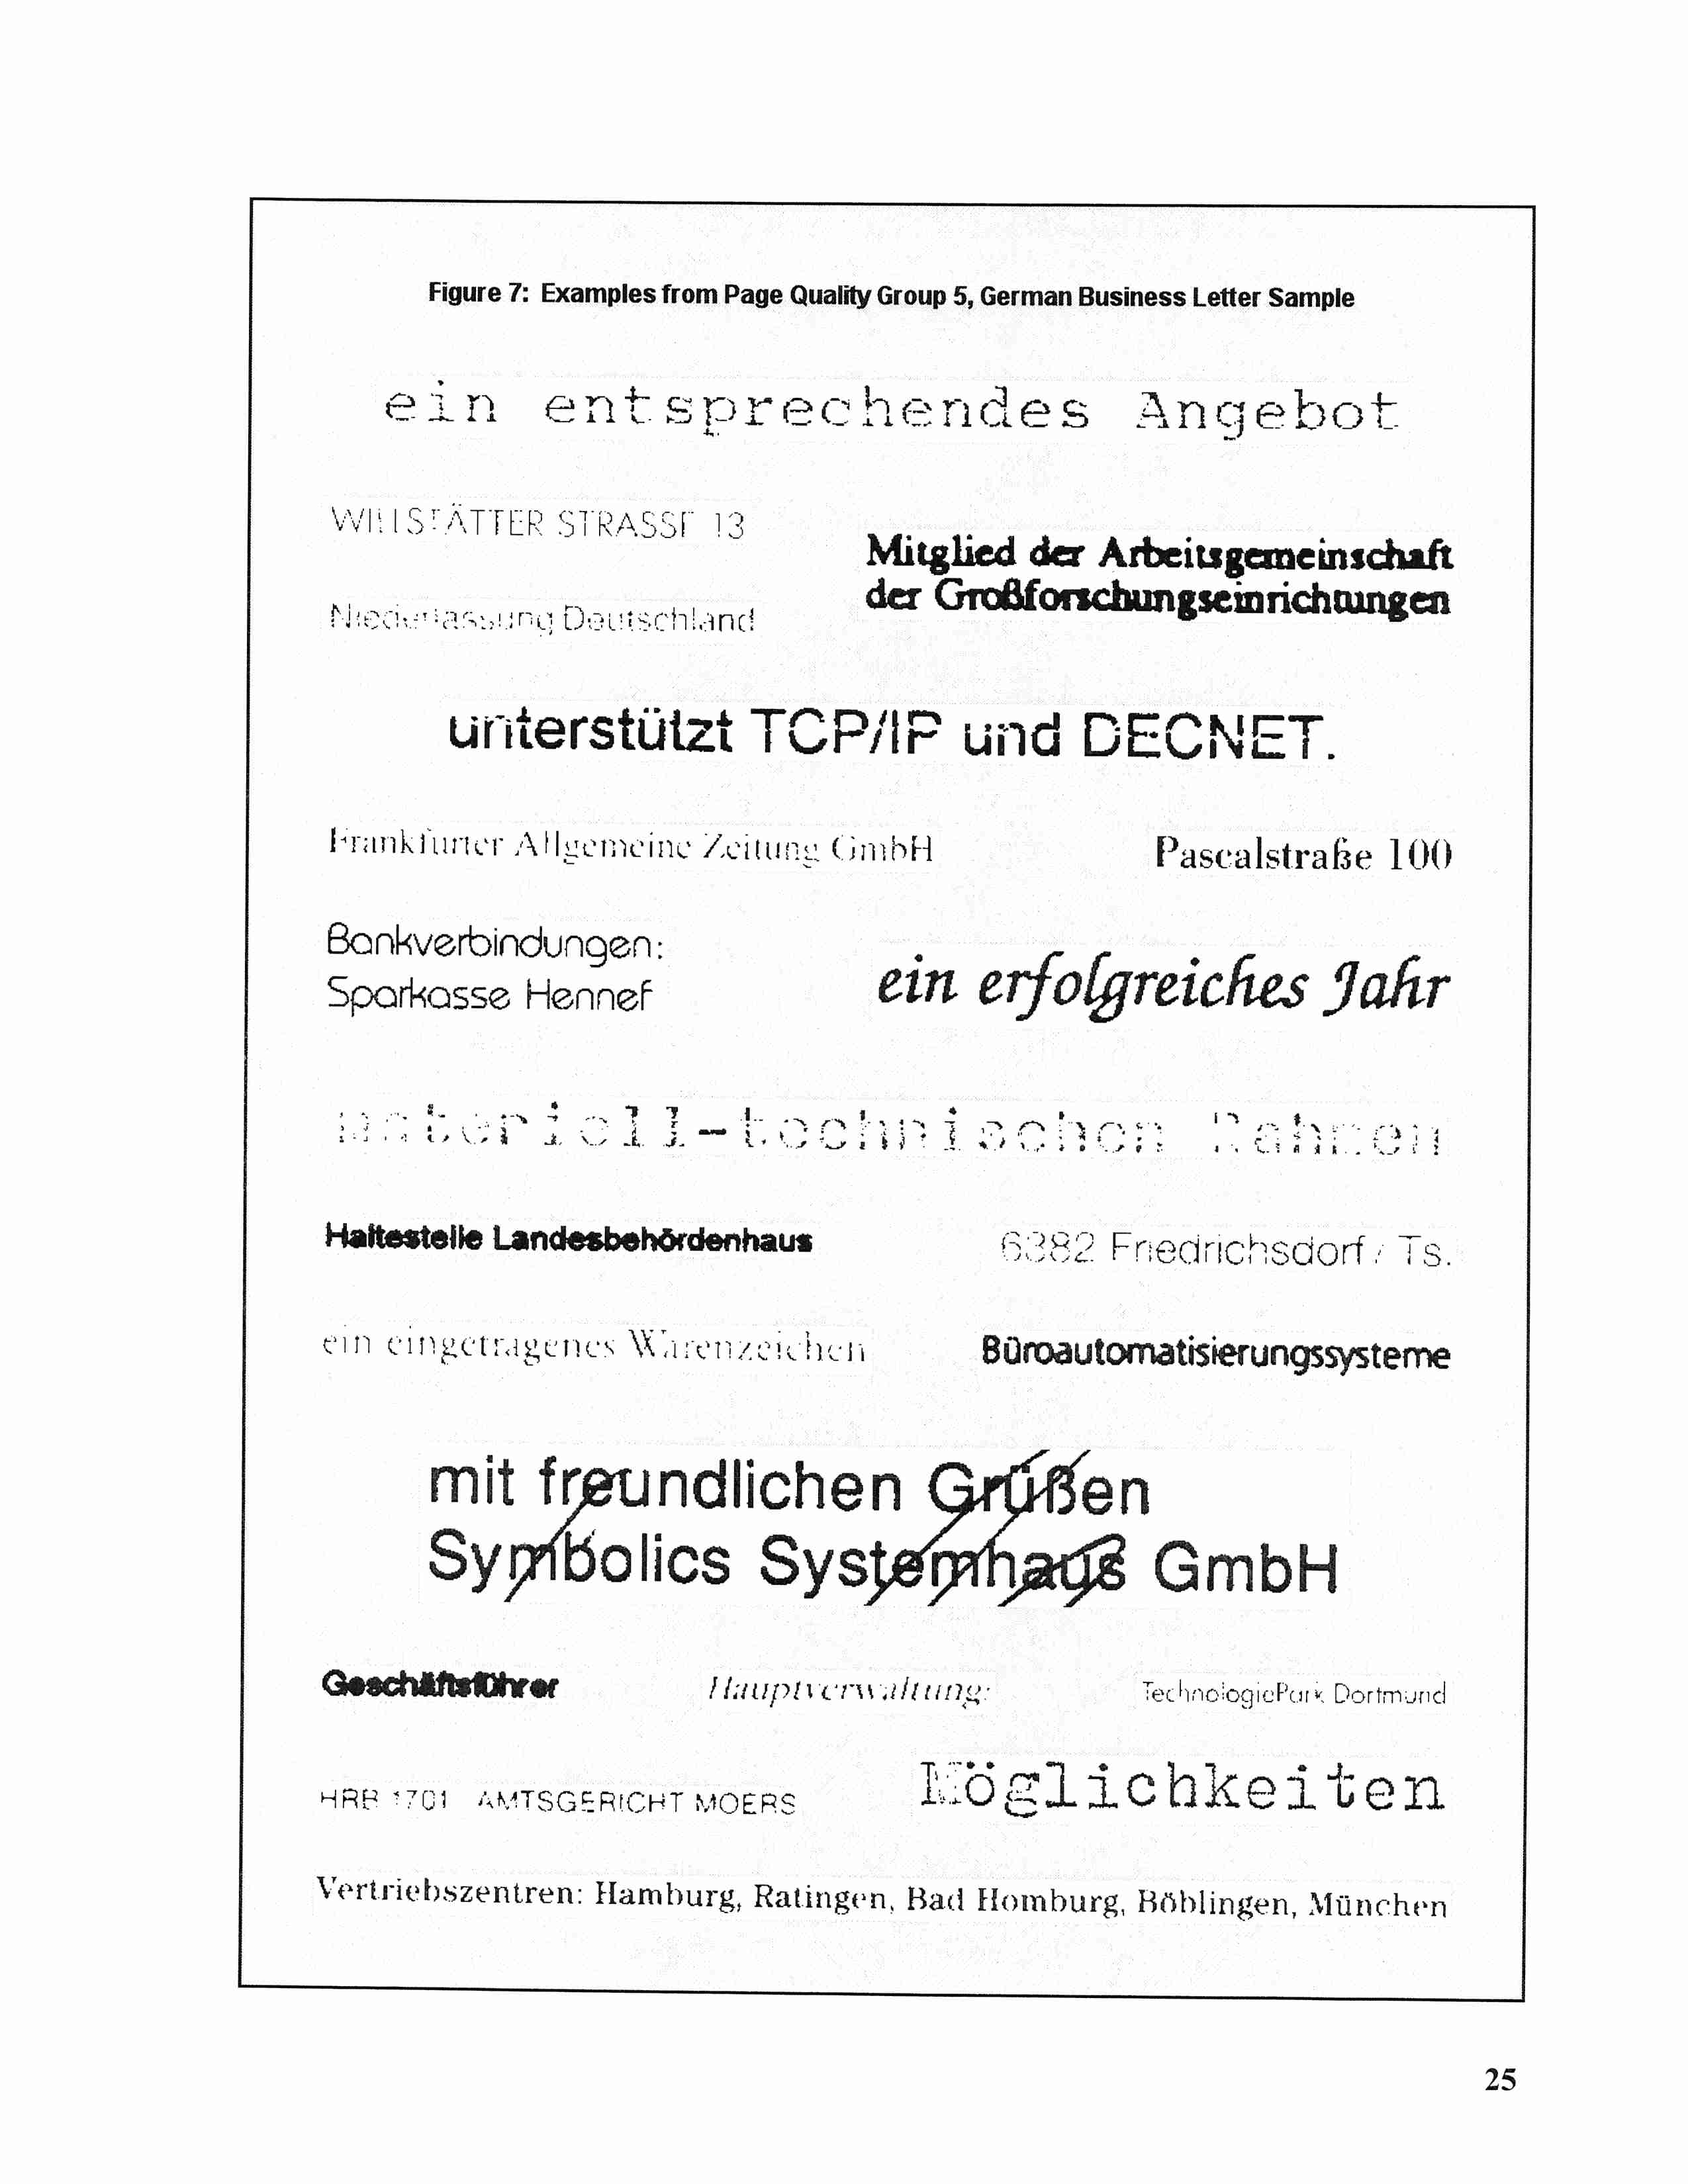 Figure 7: Examples from Page Quality Group 5, German Business Letter Sample
ein entsprechendes Angebot
WILLSTÄTTER STRASSE 13
Mitglied der Arbeitsgemeinschaft
der Großforschungseinrichtungen
Niederlassung Deutschland
unterstützt TCP/IP und DECNET.
Frankfurter Allgemeine Zeitung GmbH
Pascalstraße 100
Bankverbindungen:
Sparkasse Hennef
ein erfolgreiches Jahr
materiell-technischen Rahmen
Haltestelle Landesbehördenhaus
6382 Friedrichsdorf / Ts.
ein eingetragenes Warenzeichen
Büroautomatisierungssysteme
mit freundlichen Grüßen
Symbolics Systemhaus GmbH
Geschäftsführer
Hauptverwaltung:
TechnologiePark Dortmund
HRB 1701 AMTSGERICHT MOERS
Möglichkeiten
Vertriebszentren: Hamburg, Ratingen, Bad Homburg, Böblingen, München
25